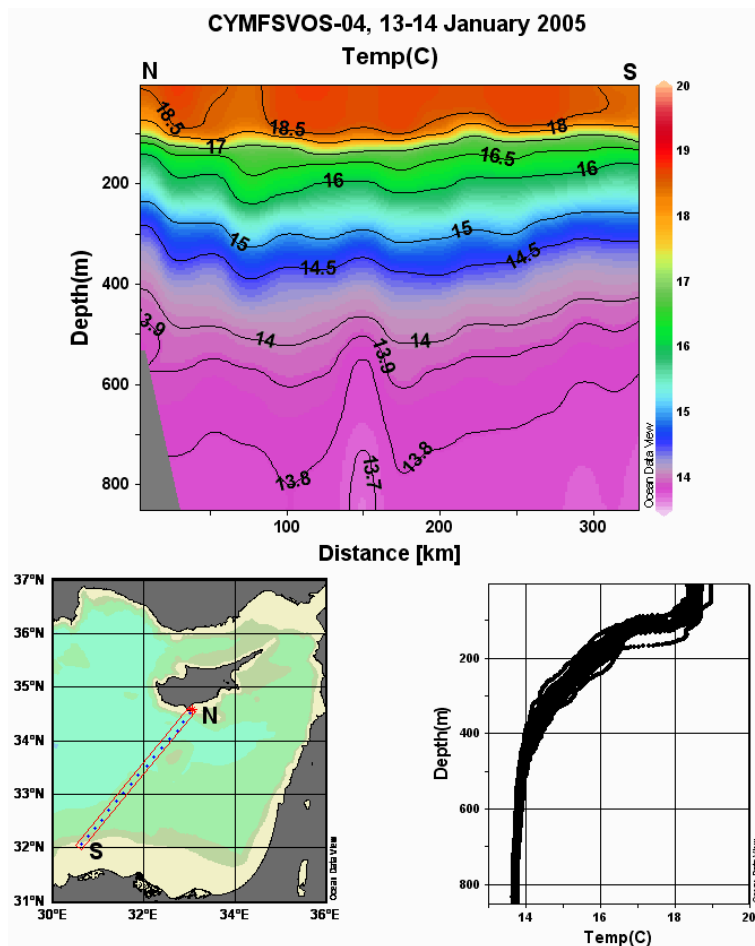 CYMFSVOS-04, 13-14 January 2005
Temp(C)
N S
18.5 18.5 18
17 16.5
16 16
15 15
14.5 14.5
13.9 14 14
13.9
13.8 13.8
13.7
200
400
600
800
Depth(m)
100 200 300
Distance [km]
20
19
18
17
16
15
14
Ocean Data View
37°N
36°N
35°N
34°N
33°N
32°N
31°N
30°E 32°E 34°E 36°E
N
S
Ocean Data View
200
400
600
800
Depth(m)
14 16 18 20
Temp(C)
Ocean Data View